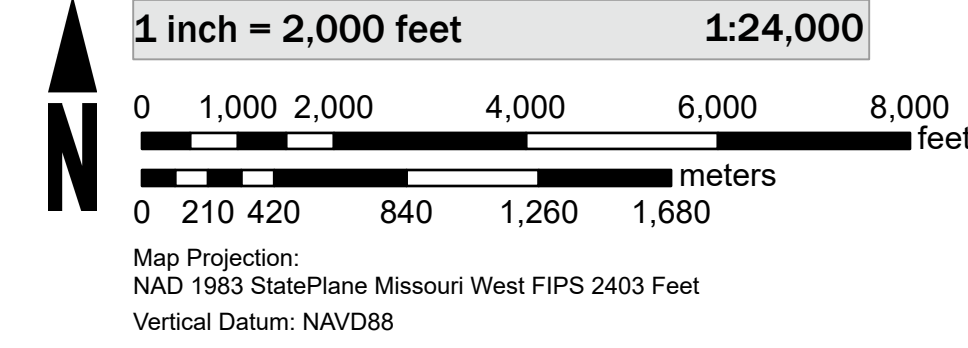 1 inch = 2,000 feet 1:24,000
0 1,000 2,000 4,000 6,000 8,000
feet
meters
0 210 420 840 1,260 1,680
N
Map Projection:
NAD 1983 StatePlane Missouri West FIPS 2403 Feet
Vertical Datum: NAVD88